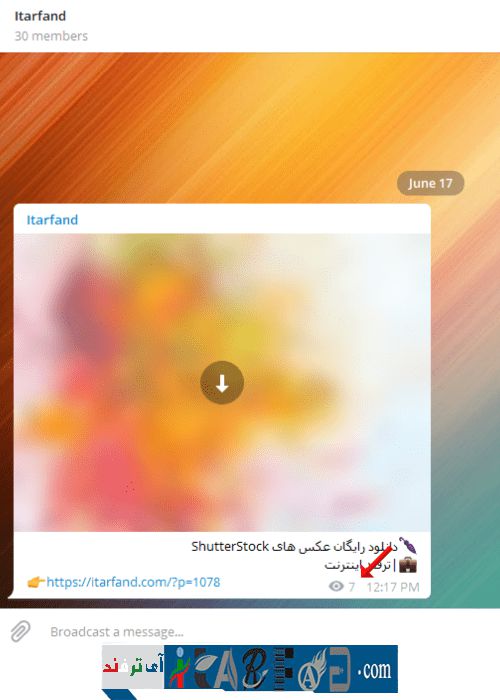 Itarfand
30 members
June 17
Itarfand
دانلود رایگان عکس های ShutterStock
| ترفند اینترنت
https://itarfand.com/?p=1078
7 12:17 PM
Broadcast a message...
آی ترفند ITARFAND.com